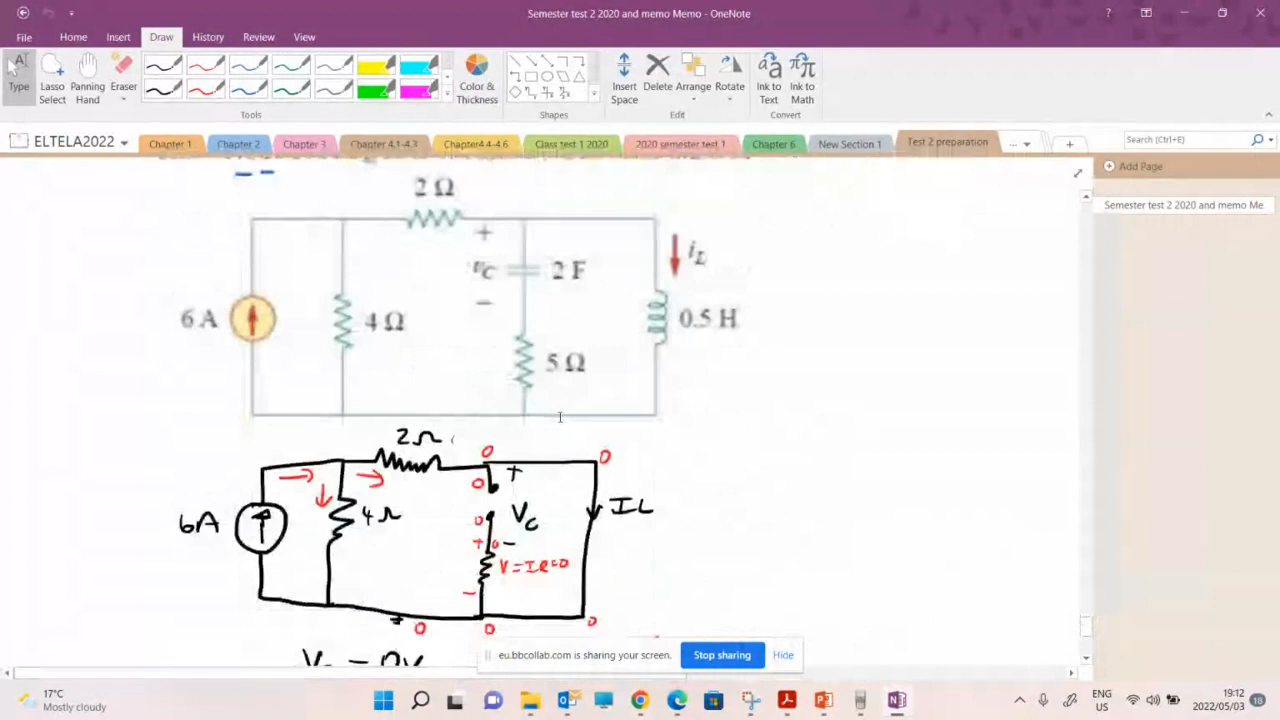 Semester test 2 2020 and memo Memo - OneNote
File Home Insert Draw History Review View
Type
Lasso Select
Panning Hand
Eraser
Color & Thickness
Insert Space
Delete
Arrange
Rotate
Ink to Text
Ink to Math
Tools
Shapes
Edit
Convert
ELTELA2022
Chapter 1
Chapter 2
Chapter 3
Chapter 4.1-4.3
Chapter4.4-4.6
Class test 1 2020
2020 semester test 1
Chapter 6
New Section 1
Test 2 preparation
...
Search (Ctrl+E)
Add Page
Semester test 2 2020 and memo Me
2 Ω
+
vC
−
2 F
iL
6 A
4 Ω
5 Ω
0.5 H
2Ω
0
0
0
+
6A
4Ω
0
VC
IL
+
0
−
V=IR=0
−
+
0
0
0
eu.bbcollab.com is sharing your screen.
Stop sharing
Hide
17°C
Mostly cloudy
ENG
US
19:12
2022/05/03
18